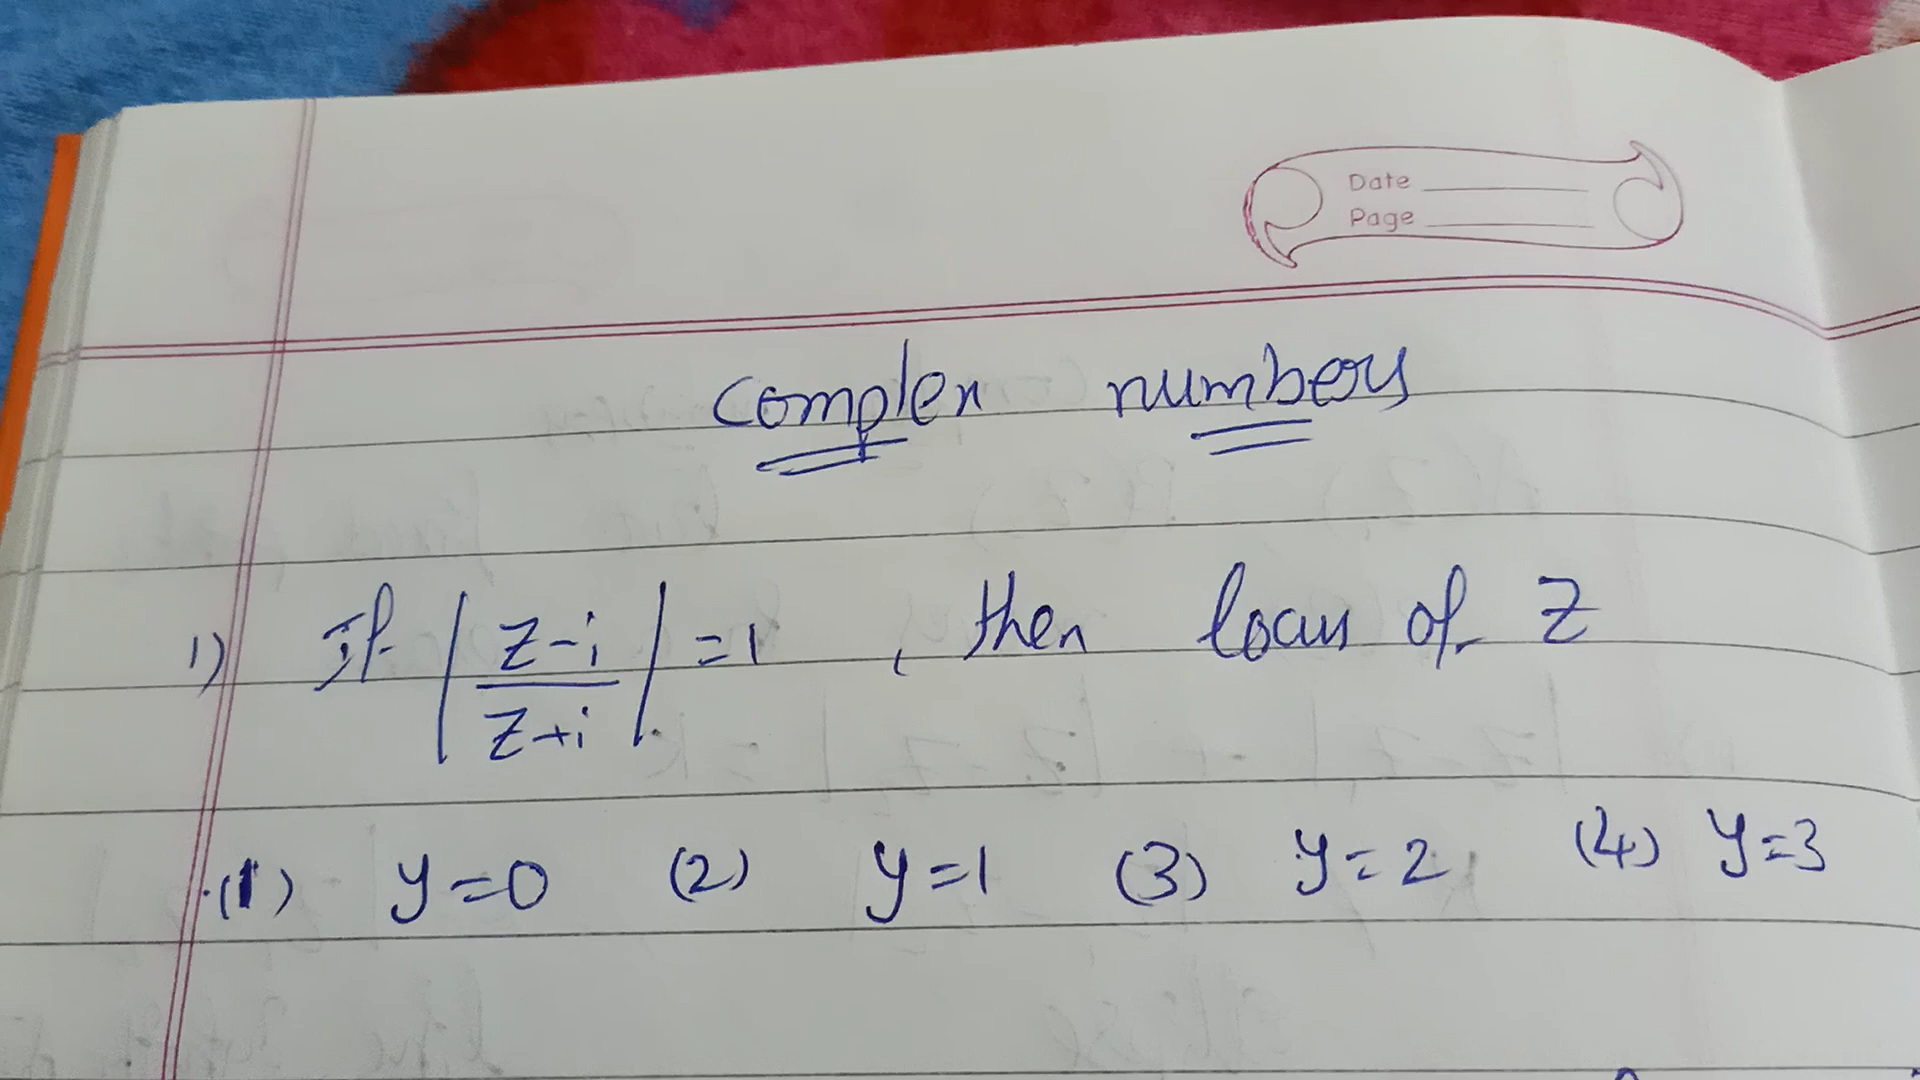 Date
Page
Complex numbers
1) If |z-i/z+i| = 1, then locus of z
(1) y=0 (2) y=1 (3) y=2 (4) y=3